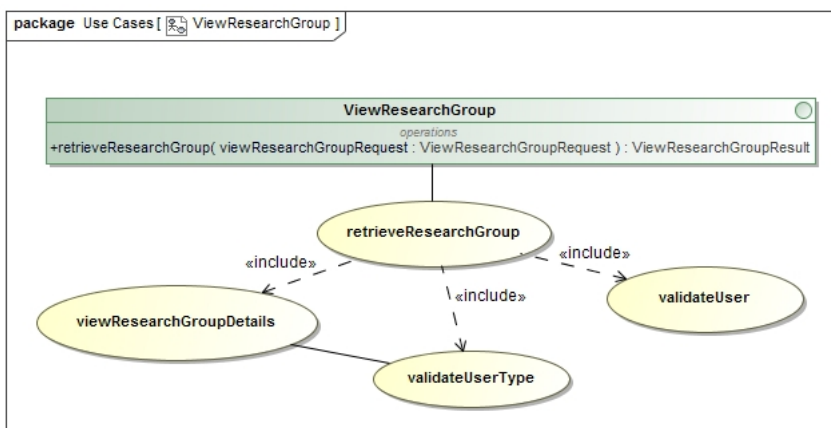 package Use Cases [ ViewResearchGroup ]
ViewResearchGroup
operations
+retrieveResearchGroup( viewResearchGroupRequest : ViewResearchGroupRequest ) : ViewResearchGroupResult
retrieveResearchGroup
«include»
«include»
«include»
validateUser
viewResearchGroupDetails
validateUserType